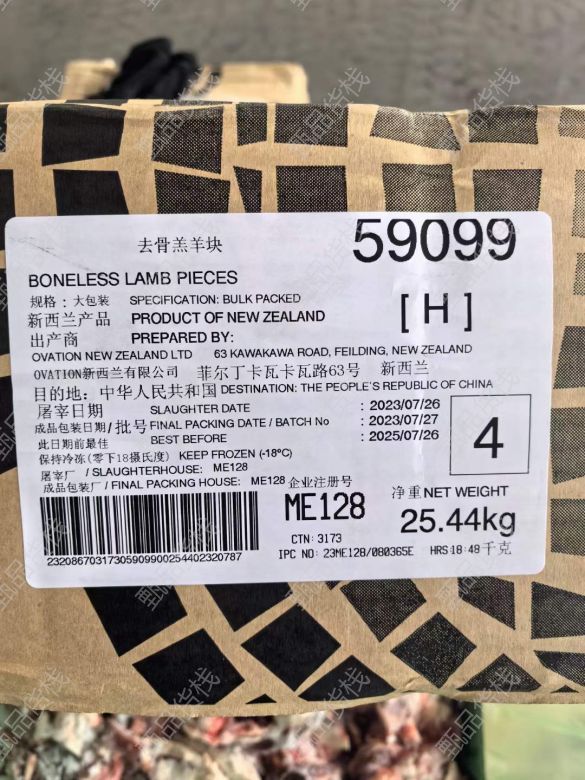 去骨羔羊块
59099
BONELESS LAMB PIECES
规格：大包装 SPECIFICATION: BULK PACKED
[ H ]
新西兰产品 PRODUCT OF NEW ZEALAND
出产商 PREPARED BY:
OVATION NEW ZEALAND LTD 63 KAWAKAWA ROAD, FEILDING, NEW ZEALAND
OVATION新西兰有限公司 菲尔丁卡瓦卡瓦路63号 新西兰
目的地：中华人民共和国 DESTINATION: THE PEOPLE'S REPUBLIC OF CHINA
屠宰日期 SLAUGHTER DATE : 2023/07/26
成品包装日期/批号 FINAL PACKING DATE / BATCH No : 2023/07/27
此日期前最佳 BEST BEFORE : 2025/07/26
4
保持冷冻(零下18摄氏度) KEEP FROZEN (-18ºC)
屠宰厂 / SLAUGHTERHOUSE: ME128
成品包装厂 / FINAL PACKING HOUSE: ME128 企业注册号
ME128
净重 NET WEIGHT
25.44kg
千克
CTN: 3173
IPC NO: 23ME128/080365E HRS 18:48
2320867031730590990025440232078​7
甄品货栈